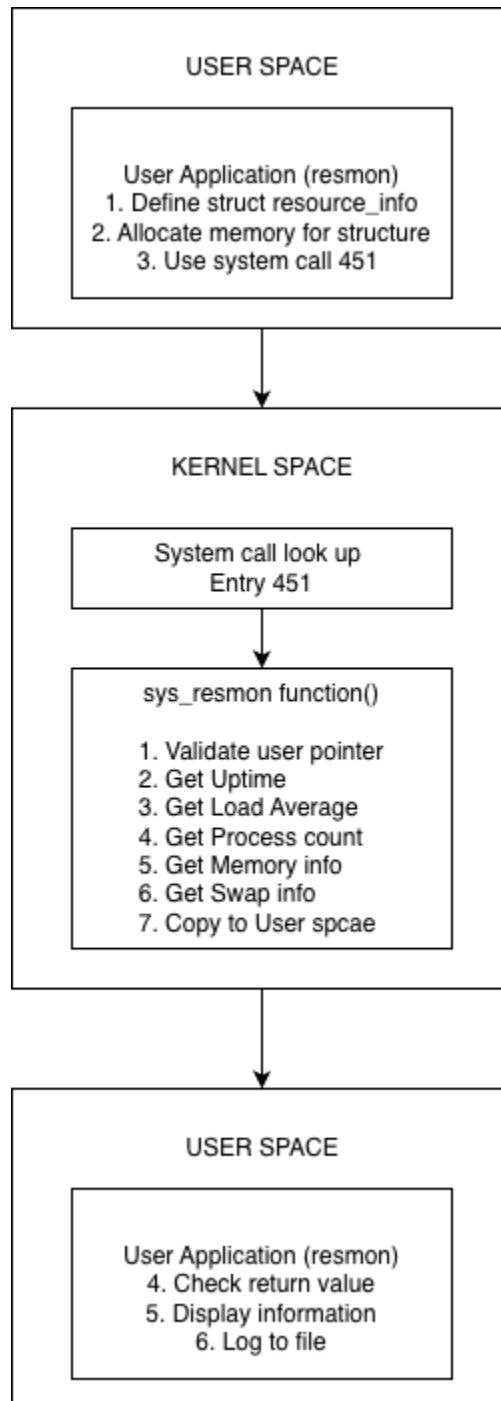 USER SPACE
User Application (resmon)
1. Define struct resource_info
2. Allocate memory for structure
3. Use system call 451
KERNEL SPACE
System call look up
Entry 451
sys_resmon function()
1. Validate user pointer
2. Get Uptime
3. Get Load Average
4. Get Process count
5. Get Memory info
6. Get Swap info
7. Copy to User spcae
USER SPACE
User Application (resmon)
4. Check return value
5. Display information
6. Log to file